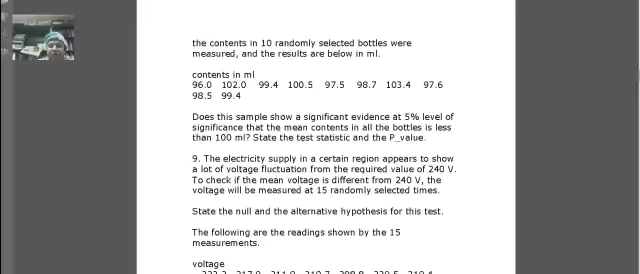 the contents in 10 randomly selected bottles were
measured, and the results are below in ml.
contents in ml
96.0 102.0 99.4 100.5 97.5 98.7 103.4 97.6
98.5 99.4
Does this sample show a significant evidence at 5% level of
significance that the mean contents in all the bottles is less
than 100 ml? State the test statistic and the P_value.
9. The electricity supply in a certain region appears to show
a lot of voltage fluctuation from the required value of 240 V.
To check if the mean voltage is different from 240 V, the
voltage will be measured at 15 randomly selected times.
State the null and the alternative hypothesis for this test.
The following are the readings shown by the 15
measurements.
voltage